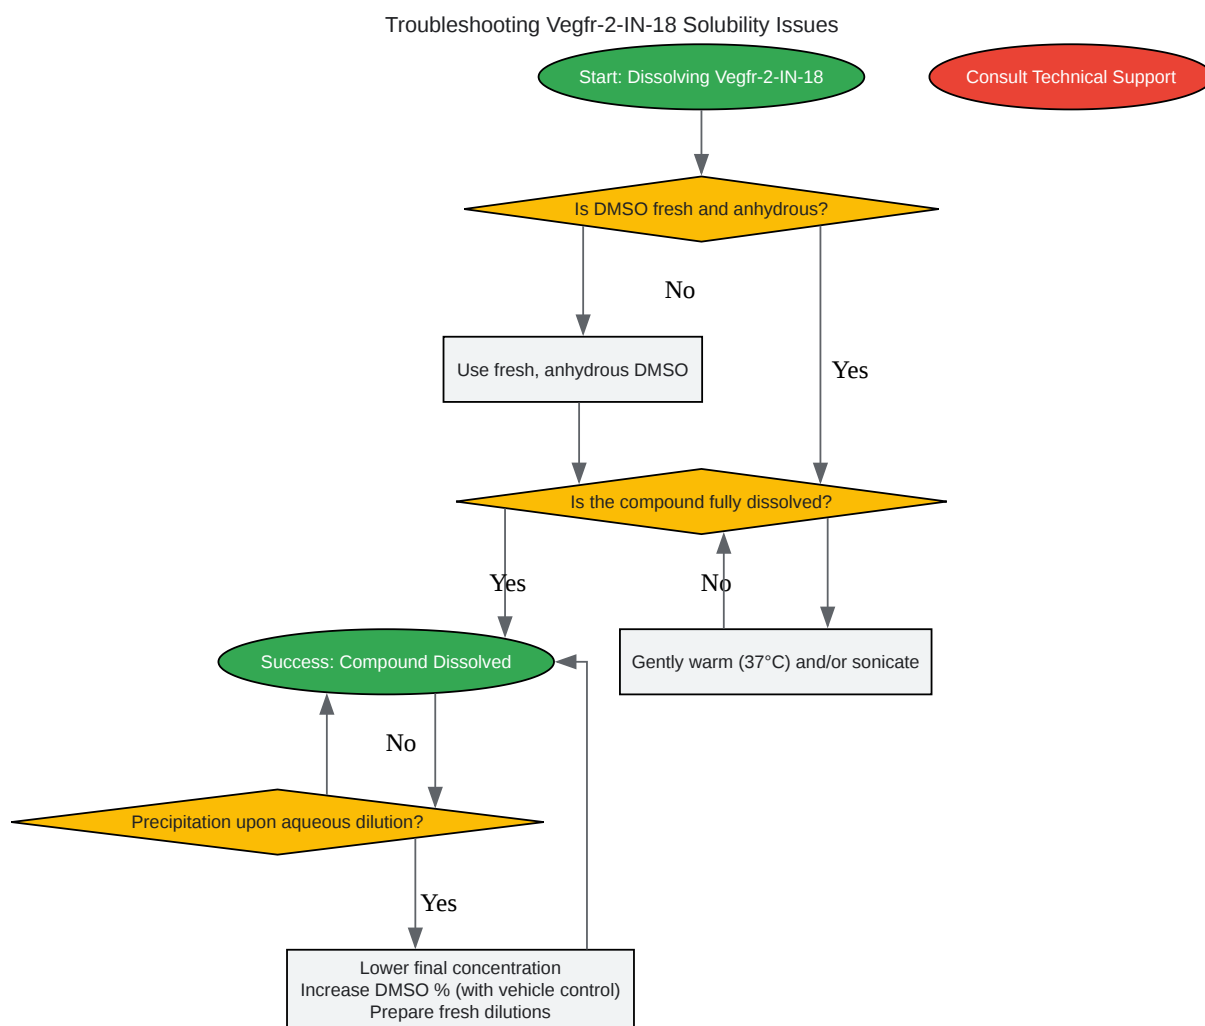 Troubleshooting Vegfr-2-IN-18 Solubility Issues
Start: Dissolving Vegfr-2-IN-18
Consult Technical Support
Is DMSO fresh and anhydrous?
No
Use fresh, anhydrous DMSO
Yes
Is the compound fully dissolved?
Yes
No
Success: Compound Dissolved
Gently warm (37°C) and/or sonicate
No
Precipitation upon aqueous dilution?
Yes
Lower final concentration
Increase DMSO % (with vehicle control)
Prepare fresh dilutions